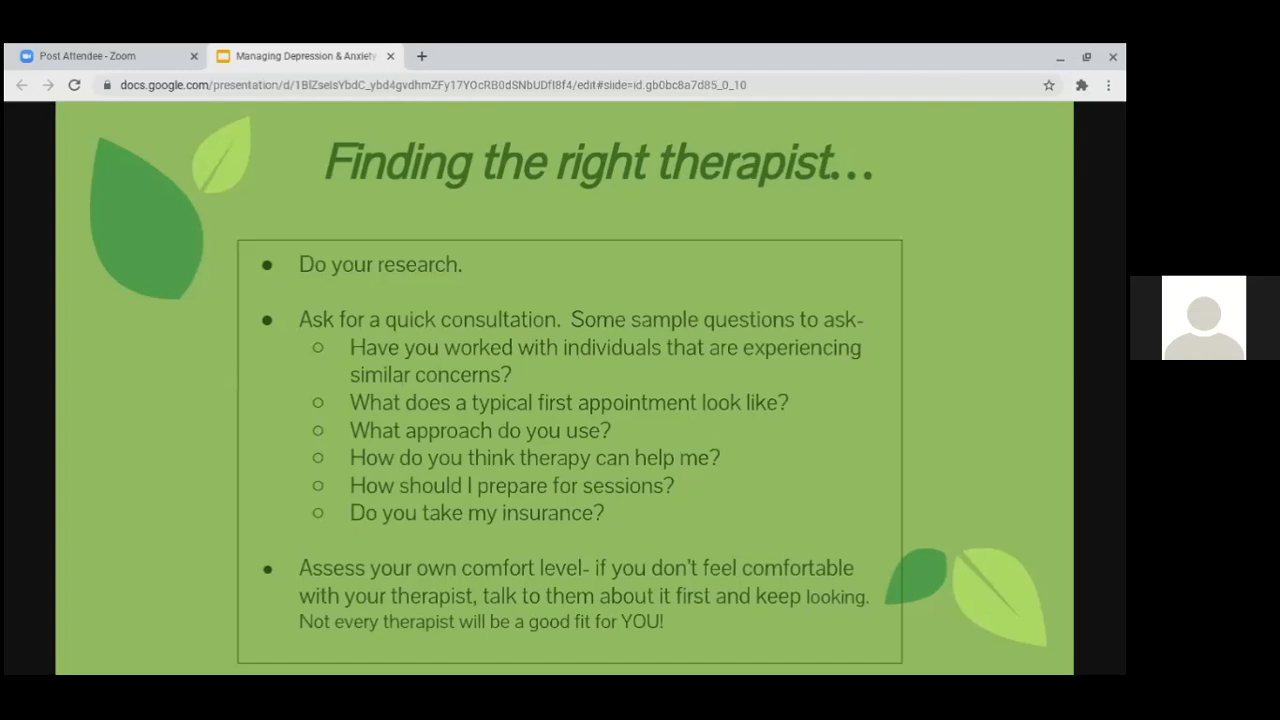 Post Attendee - Zoom
Managing Depression & Anxiety
docs.google.com/presentation/d/1BlZselsYbdC_ybd4gvdhmZFy17YOcRB0dSNbUDfI8f4/edit#slide=id.gb0bc8a7d85_0_10
Finding the right therapist...
● Do your research.
● Ask for a quick consultation. Some sample questions to ask-
○ Have you worked with individuals that are experiencing
similar concerns?
○ What does a typical first appointment look like?
○ What approach do you use?
○ How do you think therapy can help me?
○ How should I prepare for sessions?
○ Do you take my insurance?
● Assess your own comfort level- if you don't feel comfortable
with your therapist, talk to them about it first and keep looking.
Not every therapist will be a good fit for YOU!